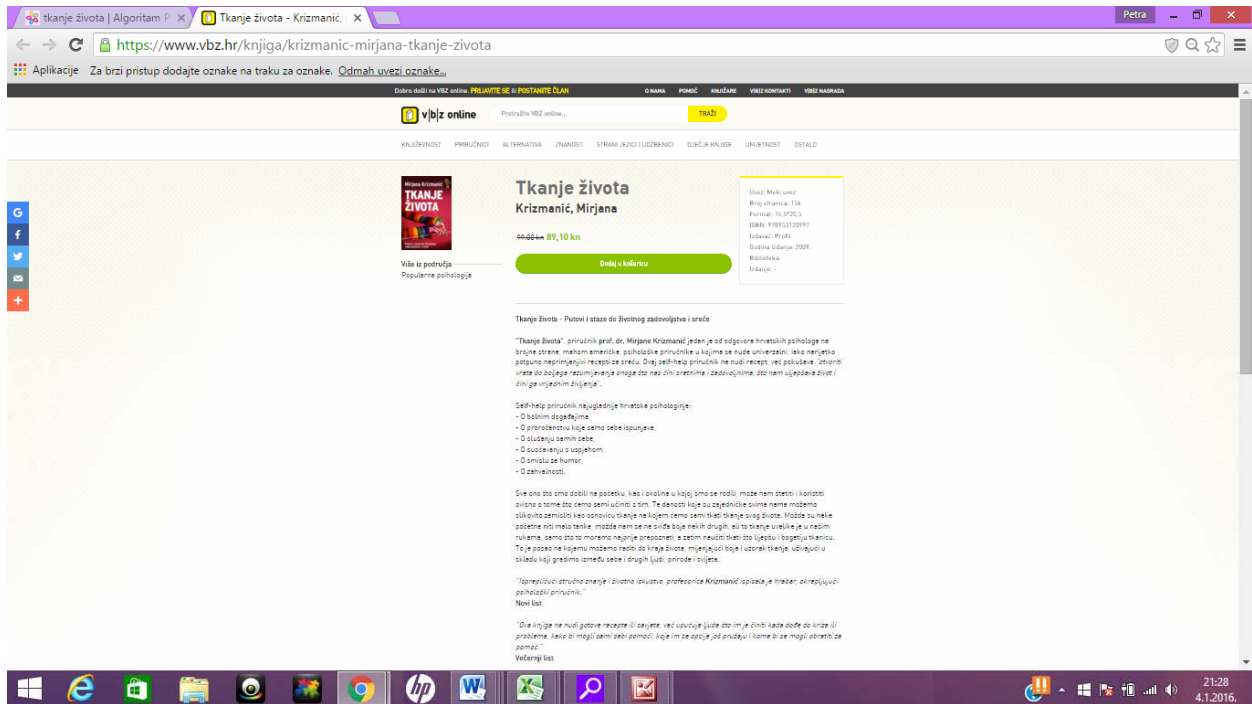 tkanje života | Algoritam P
Tkanje života - Krizmanić,
Petra
https://www.vbz.hr/knjiga/krizmanic-mirjana-tkanje-zivota
Aplikacije Za brzi pristup dodajte oznake na traku za oznake. Odmah uvezi oznake...
Dobro došli na VBZ online. PRIJAVITE SE ili POSTANITE ČLAN
O NAMA POMOĆ KNJIŽARE V|B|Z KONTAKTI V|B|Z NAGRADA
v|b|z online
Pretražite VBZ online...
TRAŽI
KNJIŽEVNOST PRIRUČNICI ALTERNATIVA ZNANOST STRANI JEZICI I UDŽBENICI DJEČJE KNJIGE UMJETNOST OSTALO
Mirjana Krizmanić
TKANJE
ŽIVOTA
Više iz područja
Popularna psihologija
Tkanje života
Krizmanić, Mirjana
99,00 kn 89,10 kn
Dodaj u košaricu
Uvez: Meki uvez
Broj stranica: 156
Format: 14,5*20,5
ISBN: 978953120997
Izdavač: Profil
Godina izdanja: 2009.
Biblioteka:
Izdanje: -
Tkanje života - Putovi i staze do životnog zadovoljstva i sreće
"Tkanje života", priručnik prof. dr. Mirjane Krizmanić jedan je od odgovora hrvatskih psihologa na
brojne strane, mahom američke, psihološke priručnike u kojima se nude univerzalni, iako nerijetko
potpuno neprimjenjivi recepti za sreću. Ovaj self-help priručnik ne nudi recept, već pokušava "otvoriti
vrata do boljega razumijevanja onoga što nas čini sretnima i zadovoljnima, što nam uljepšava život i
čini ga vrijednim življenja".
Self-help priručnik najuglednije hrvatske psihologinje:
- O bolnim događajima,
- O proročanstvu koje samo sebe ispunjava,
- O slušanju samih sebe,
- O suočavanju s uspjehom,
- O smislu za humor,
- O zahvalnosti.
Sve ono što smo dobili na početku, kao i okolina u kojoj smo se rodili, može nam štetiti i koristiti
ovisno o tome što ćemo sami učiniti s tim. Te danosti koje su zajedničke svima nama možemo
slikovito zamisliti kao osnovicu tkanja na kojem ćemo sami tkati tkanje svog života. Možda su neke
početne niti malo tanke, možda nam se ne sviđa boja nekih drugih, ali to tkanje uvelike je u našim
rukama, samo što to moramo najprije prepoznati, a zatim naučiti tkati što ljepšu i bogatiju tkanicu.
To je posao na kojemu možemo raditi do kraja života, mijenjajući boje i uzorak tkanja, uživajući u
skladu koji gradimo između sebe i drugih ljudi, prirode i svijeta.
"Isprepličući stručno znanje i životno iskustvo, profesorica Krizmanić ispisala je hrabar, okrepljujući
psihološki priručnik."
Novi list
"Ova knjiga ne nudi gotove recepte ili savjete, već upućuje ljude što im je činiti kada dođe do krize ili
problema, kako bi mogli sami sebi pomoći, koje im se opcije još pružaju i kome bi se mogli obratiti za
pomoć."
Večernji list
21:28
4.1.2016.